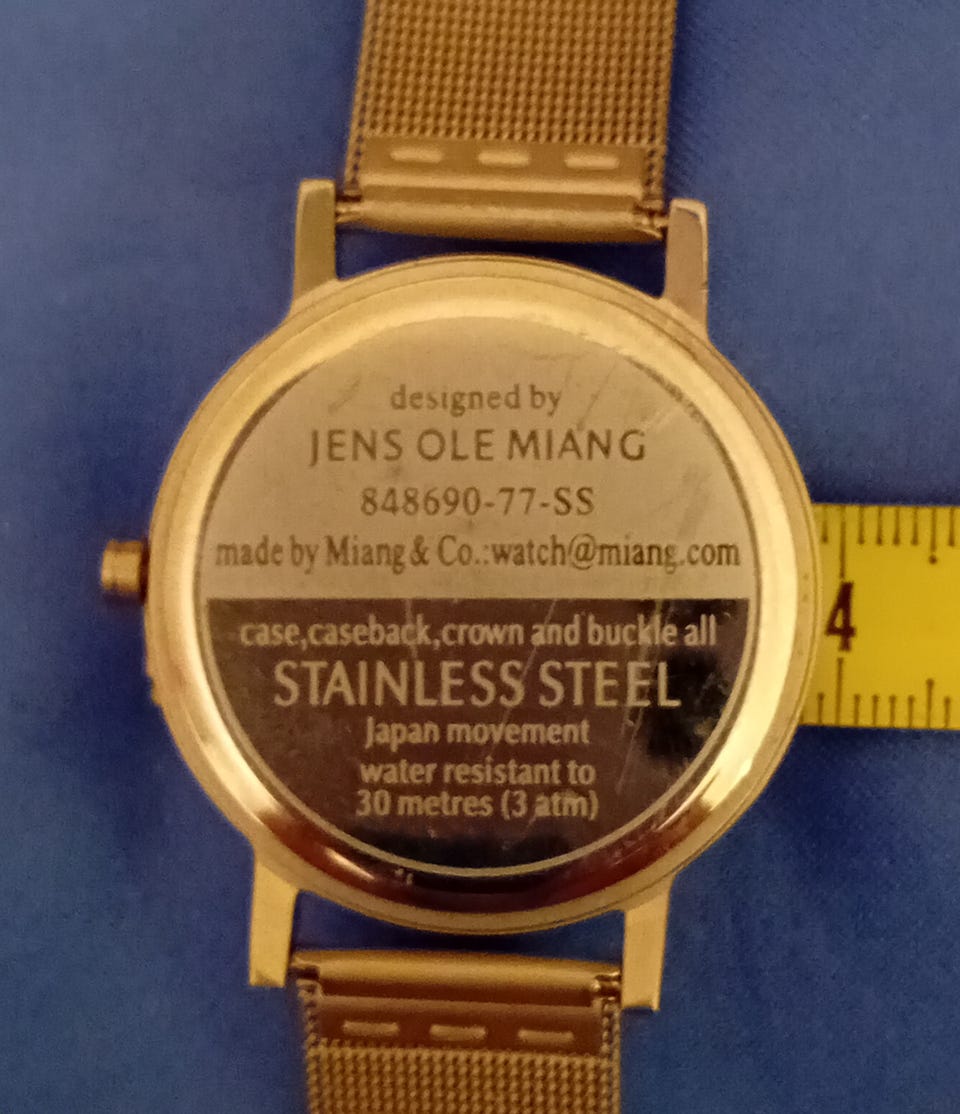 designed by
JENS OLE MIANG
848690-77-SS
made by Miang & Co.:watch@miang.com
case,caseback,crown and buckle all
STAINLESS STEEL
Japan movement
water resistant to
30 metres (3 atm)
4